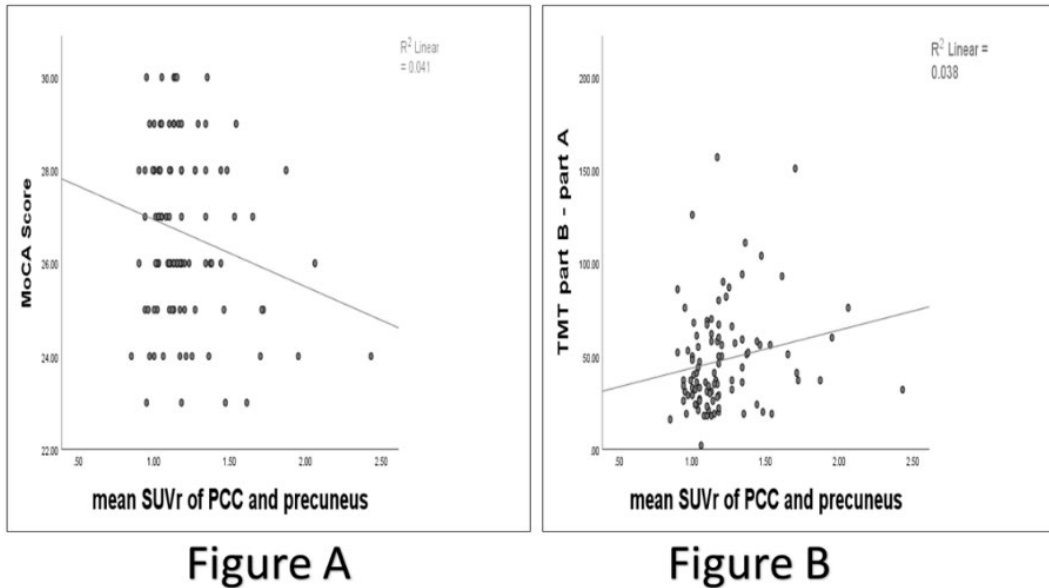 R² Linear
= 0.041
30.00
28.00
26.00
24.00
22.00
MoCA Score
.50 1.00 1.50 2.00 2.50
mean SUVr of PCC and precuneus
Figure A
R² Linear =
0.038
200.00
150.00
100.00
50.00
.00
TMT part B - part A
.50 1.00 1.50 2.00 2.50
mean SUVr of PCC and precuneus
Figure B